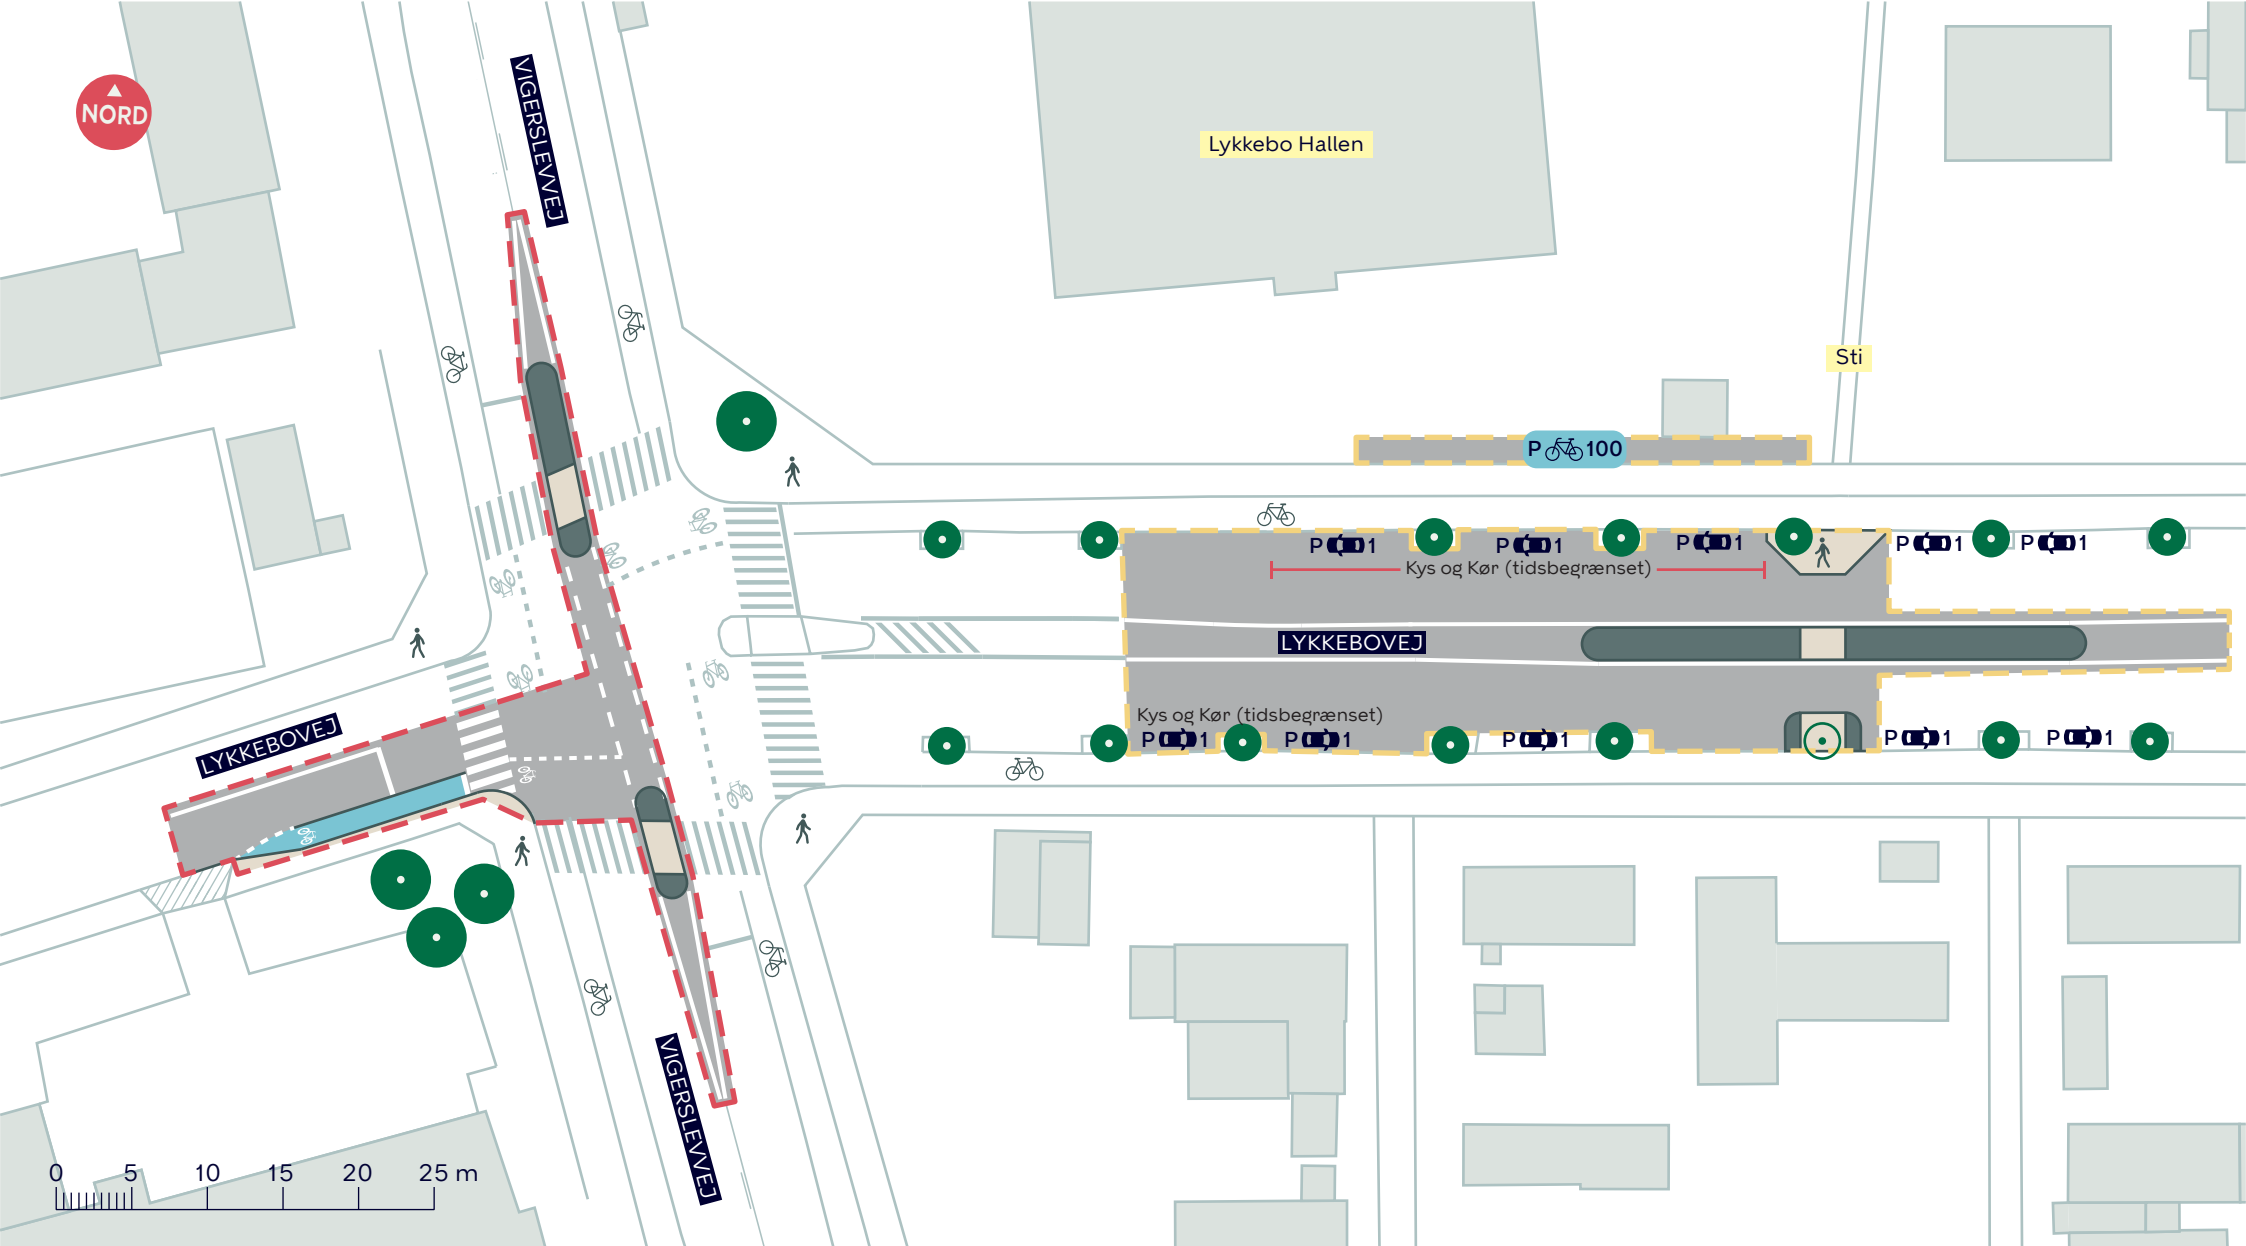 NORD
VIGERSLEVVEJ
Lykkebo Hallen
Sti
P 100
P 1
P 1
P 1
P 1
P 1
Kys og Kør (tidsbegrænset)
LYKKEBOVEJ
Kys og Kør (tidsbegrænset)
P 1
P 1
P 1
P 1
P 1
LYKKEBOVEJ
VIGERSLEVVEJ
0 5 10 15 20 25 m